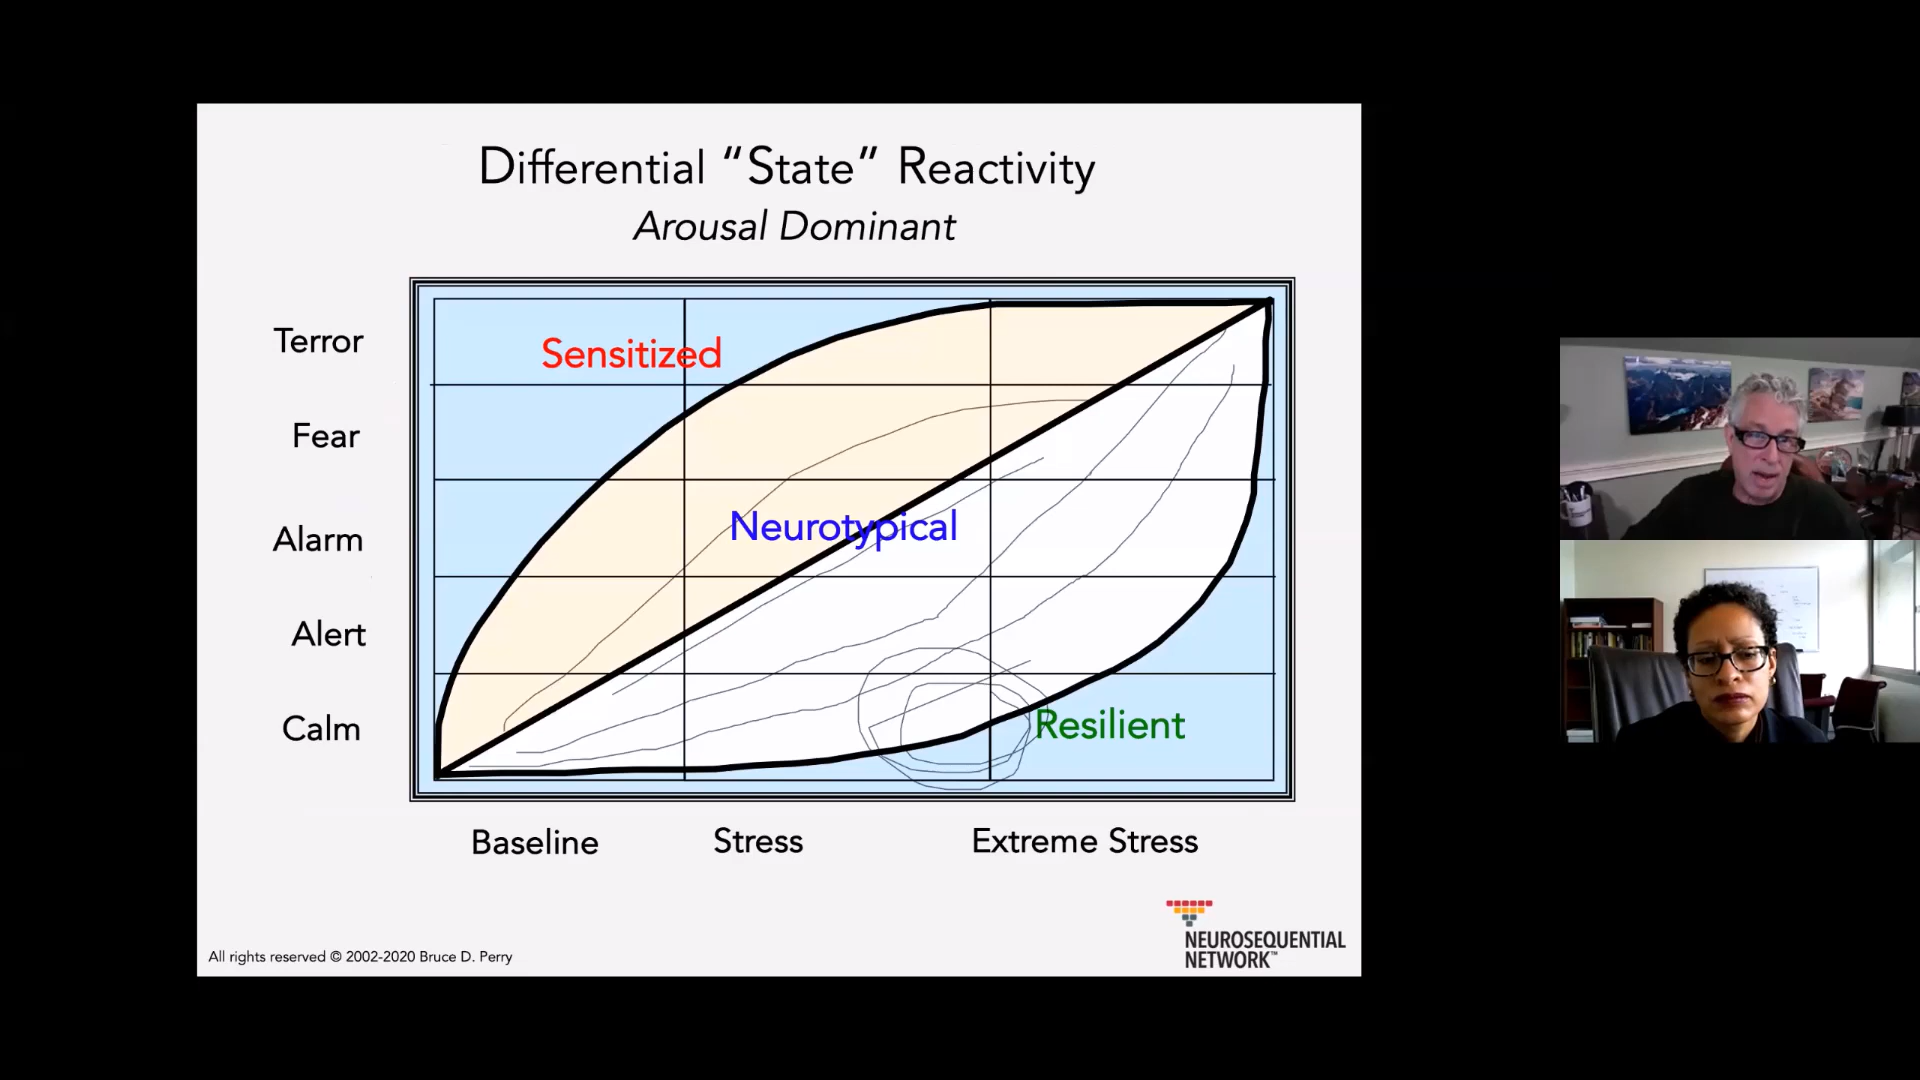 Differential “State” Reactivity
Arousal Dominant
Terror
Sensitized
Fear
Neurotypical
Alarm
Alert
Calm
Resilient
Baseline Stress Extreme Stress
NEUROSEQUENTIAL
NETWORK™
All rights reserved © 2002-2020 Bruce D. Perry